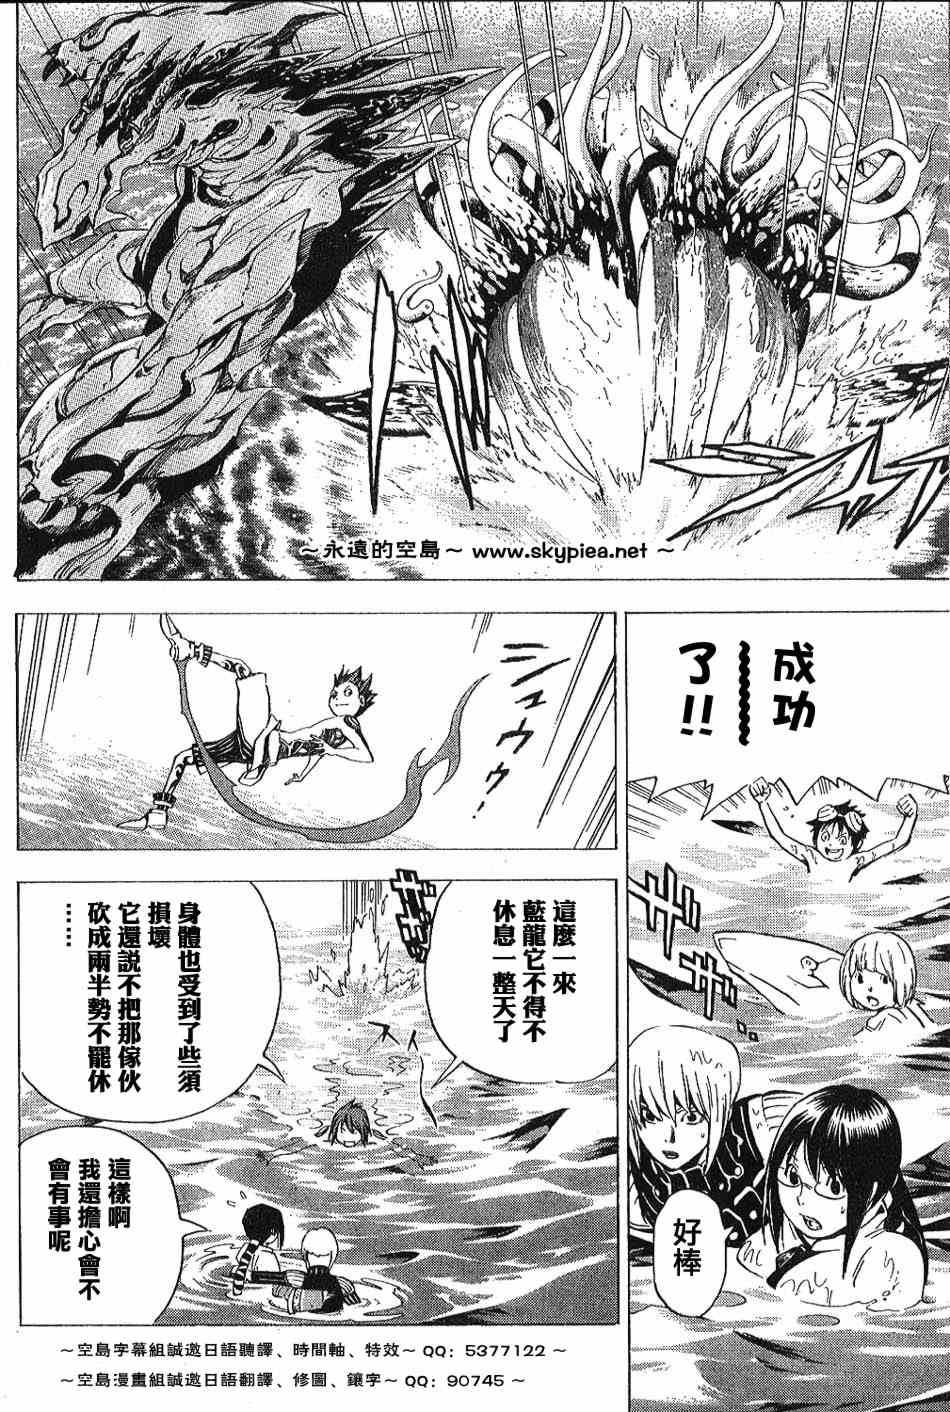 ～永遠的空島～ www.skypiea.net ～
成功
～～
了!!
好棒
シュウゥゥ…
這麼一來
藍龍它不得不
休息一整天了
身體也受到了些須
損壞
它還說不把那傢伙
砍成兩半勢不罷休
……
スィ
這樣啊
我還擔心會不
會有事呢
～空島字幕組誠邀日語聽譯、時間軸、特效～ QQ：5377122 ～
～空島漫畫組誠邀日語翻譯、修圖、鑲字～ QQ：90745 ～